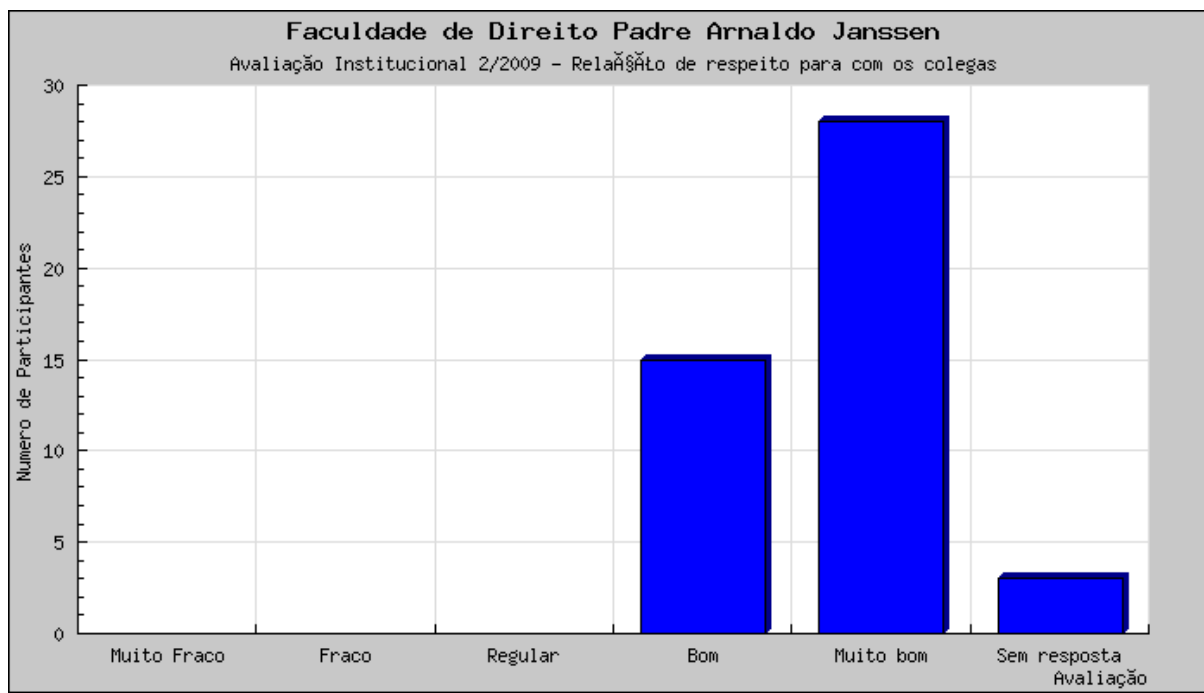 Faculdade de Direito Padre Arnaldo Janssen
Avaliação Institucional 2/2009 - RelaçÃŁo de respeito para com os colegas
30
25
20
15
10
5
0
Numero de Participantes
Muito Fraco
Fraco
Regular
Bom
Muito bom
Sem resposta
Avaliação